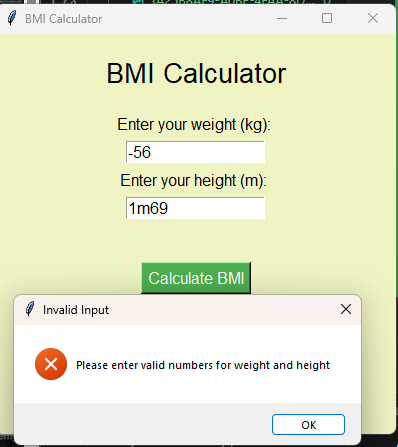 BMI Calculator
BMI Calculator
Enter your weight (kg):
-56
Enter your height (m):
1m69
Calculate BMI
Invalid Input
Please enter valid numbers for weight and height
OK